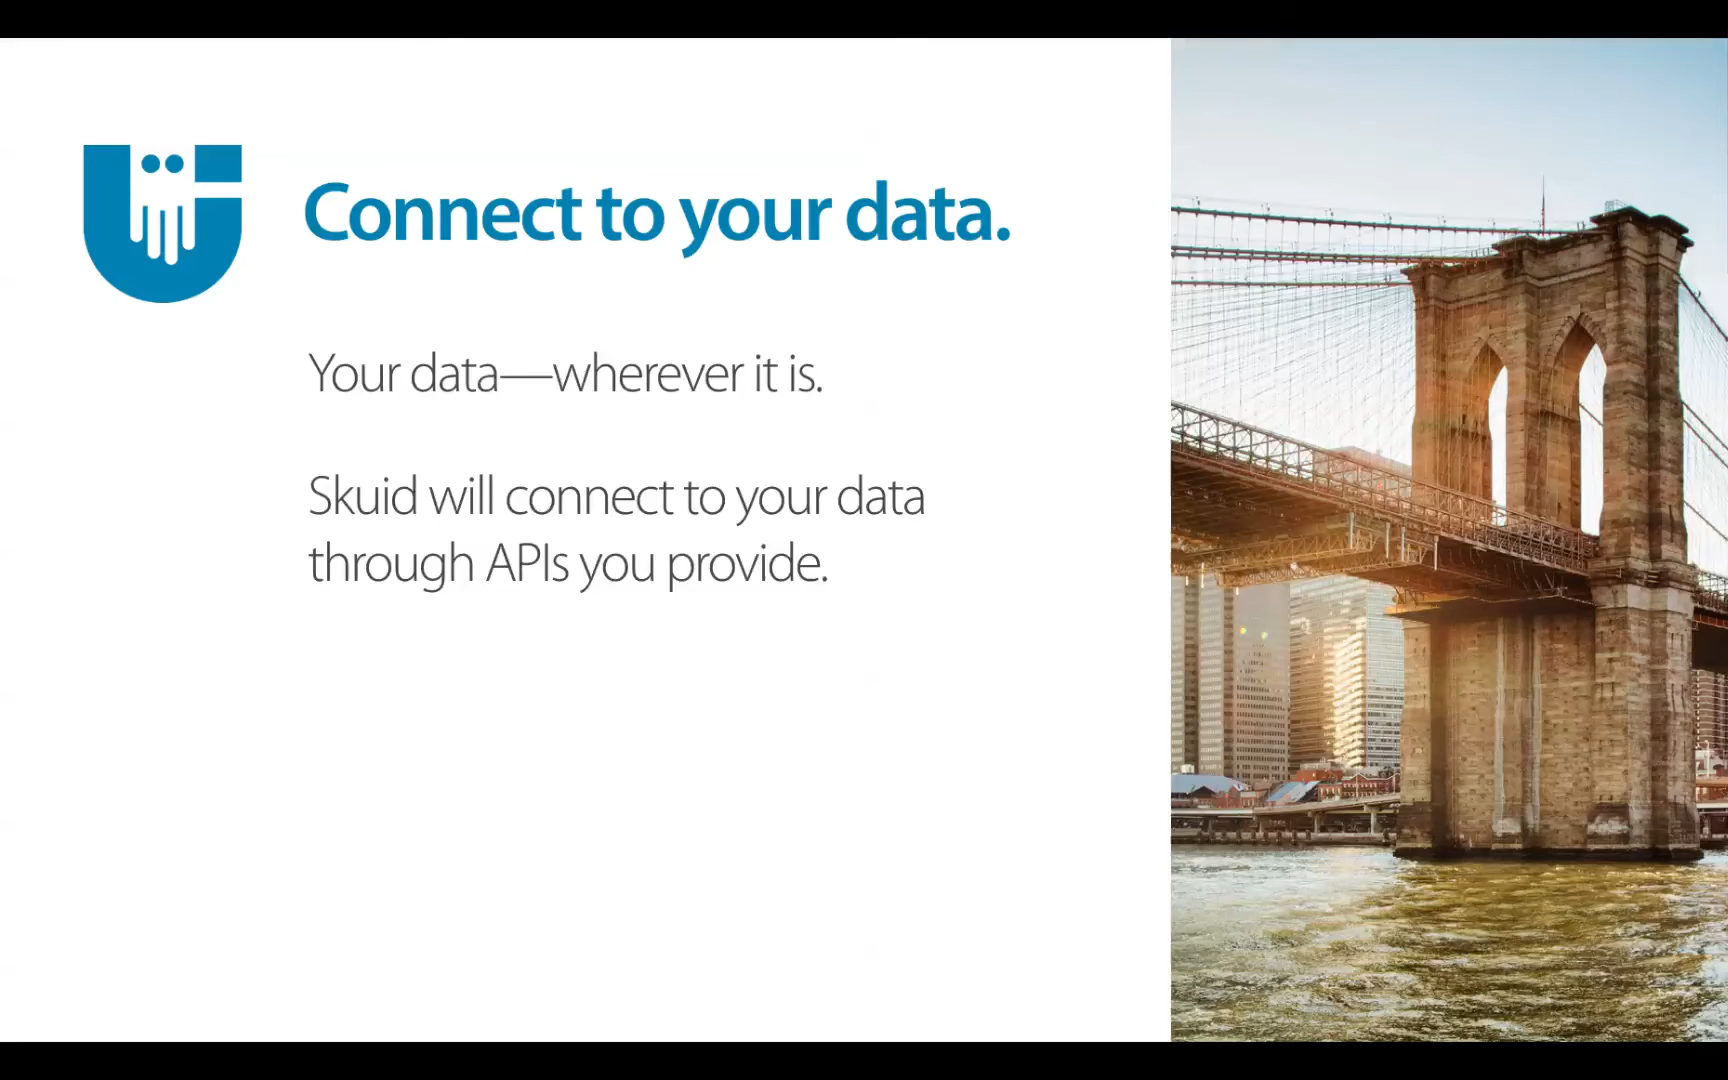 Connect to your data.
Your data—wherever it is.
Skuid will connect to your data
through APIs you provide.